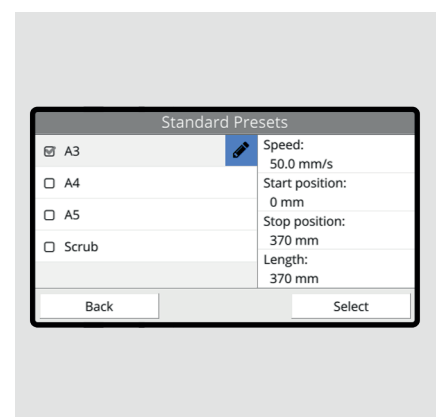 Standard Presets
A3
A4
A5
Scrub
Speed:
50.0 mm/s
Start position:
0 mm
Stop position:
370 mm
Length:
370 mm
Back
Select